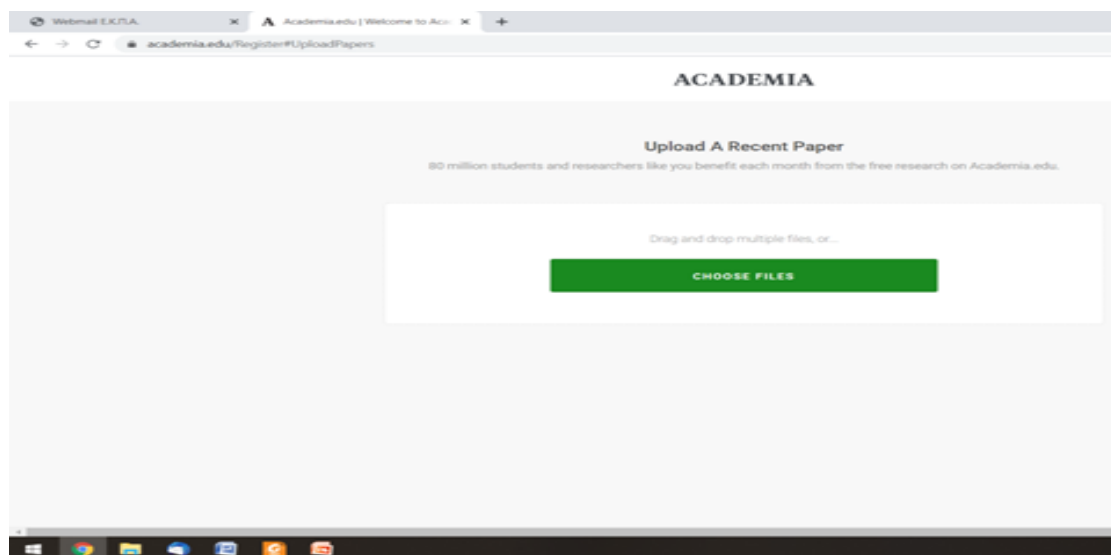 Webmail Ε.Κ.Π.Α.
Academia.edu | Welcome to Aca
academia.edu/Register#UploadPapers
ACADEMIA
Upload A Recent Paper
80 million students and researchers like you benefit each month from the free research on Academia.edu.
Drag and drop multiple files, or...
CHOOSE FILES